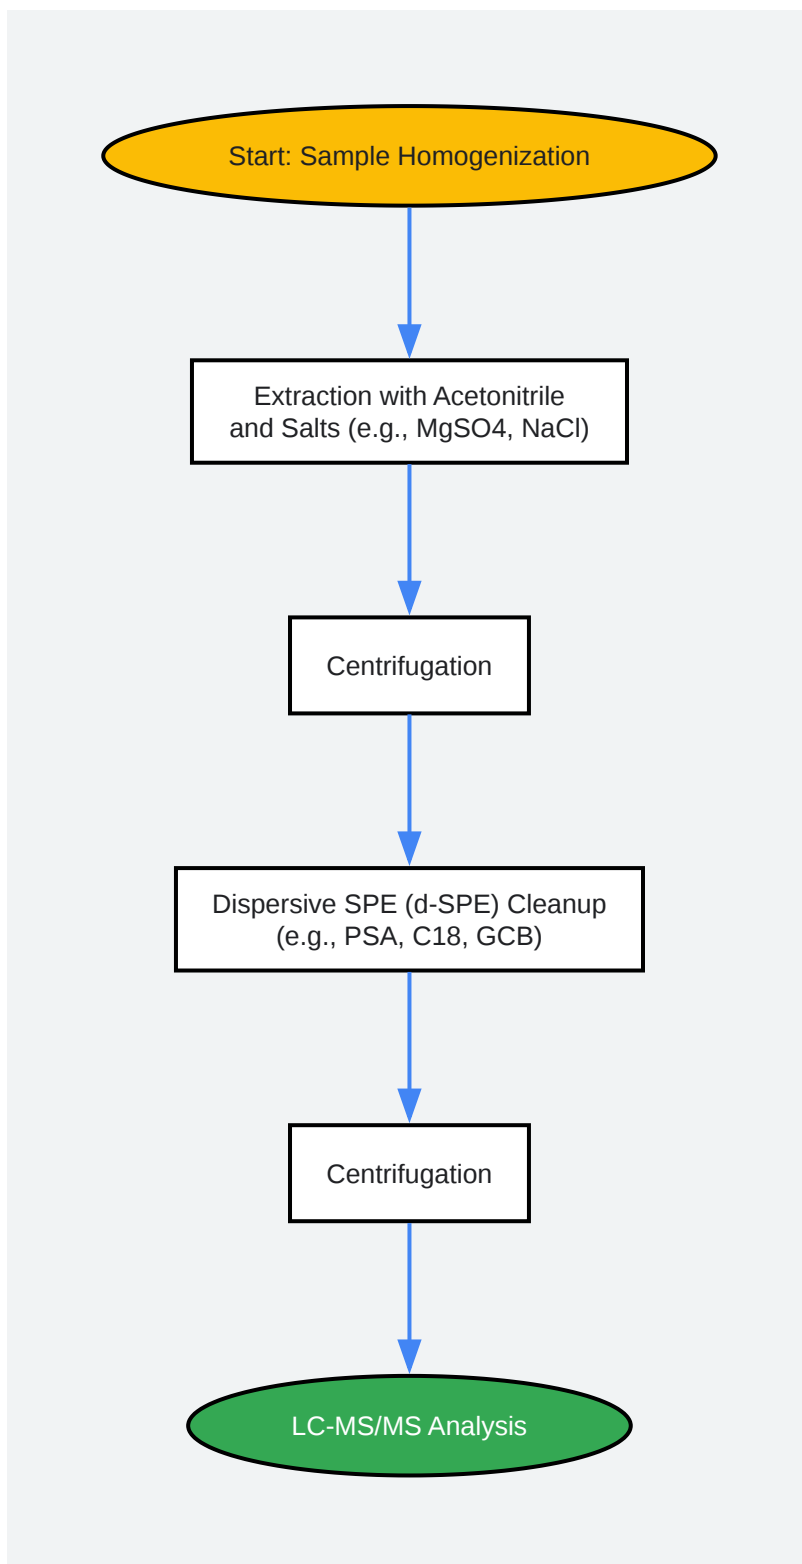 Start: Sample Homogenization
Extraction with Acetonitrile
and Salts (e.g., MgSO4, NaCl)
Centrifugation
Dispersive SPE (d-SPE) Cleanup
(e.g., PSA, C18, GCB)
Centrifugation
LC-MS/MS Analysis